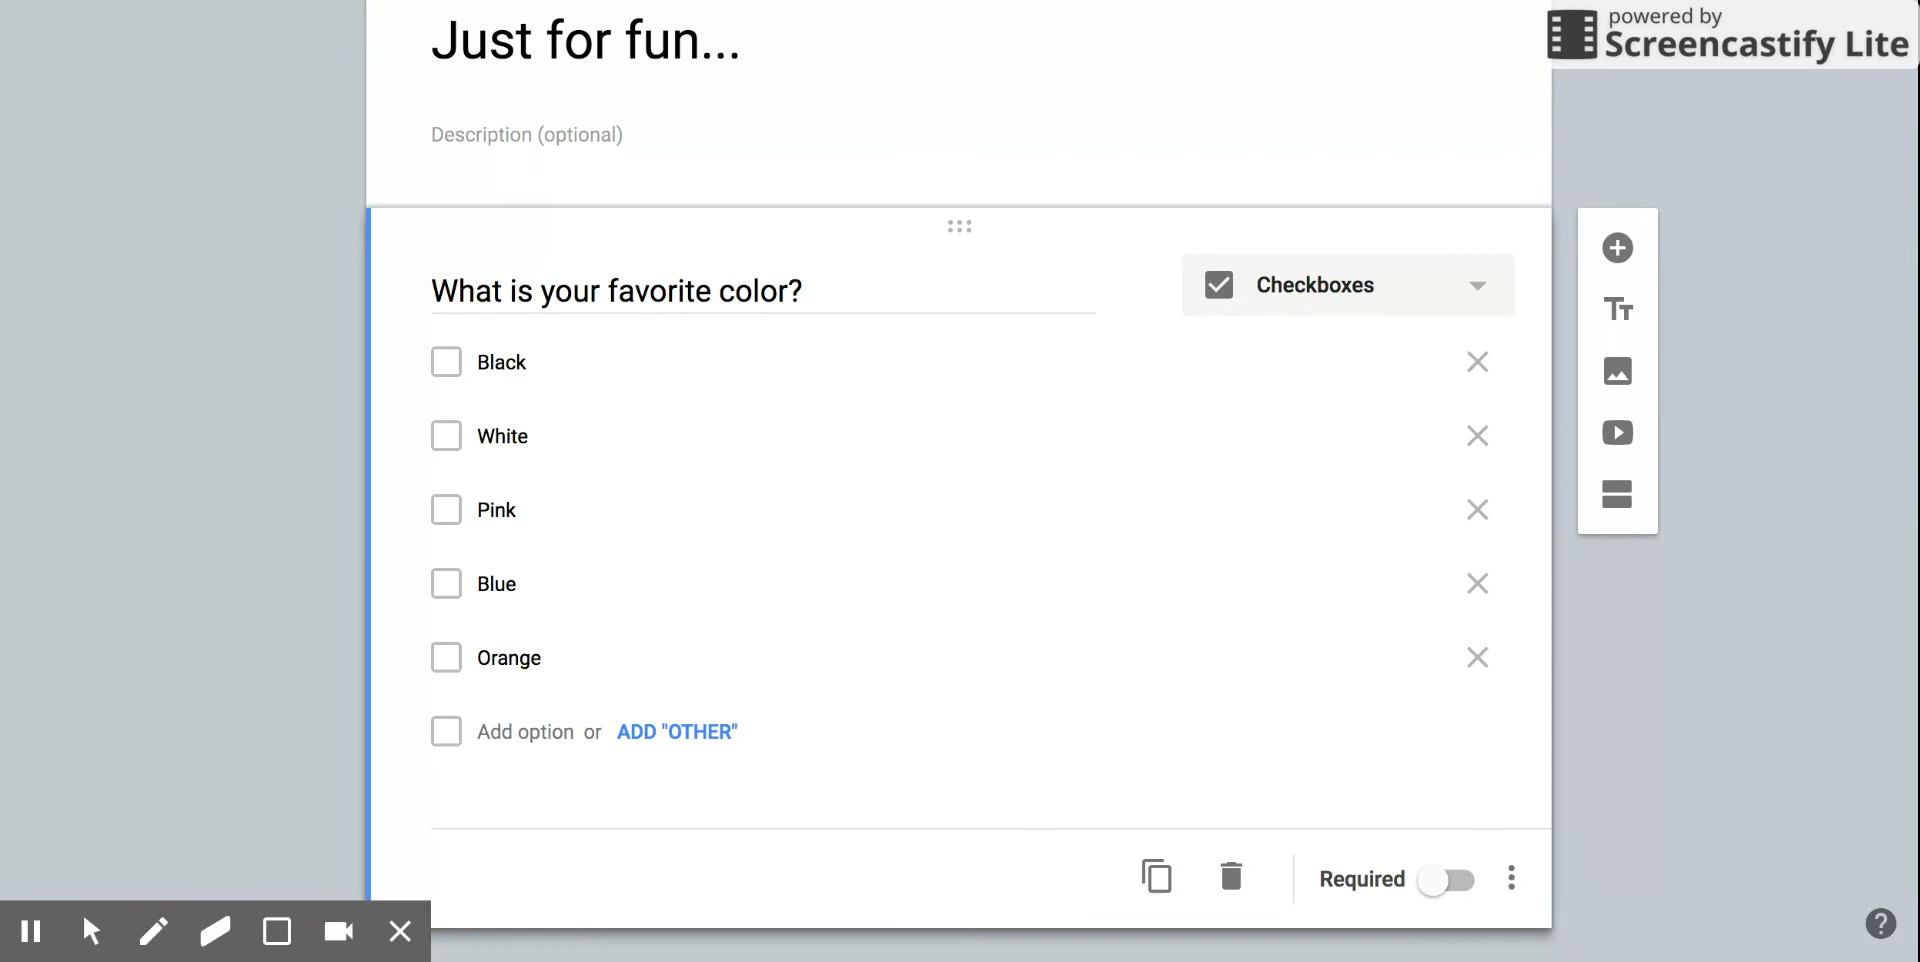 powered by
Screencastify Lite
Just for fun...
Description (optional)
What is your favorite color?
Checkboxes
Black
White
Pink
Blue
Orange
Add option or ADD "OTHER"
Required